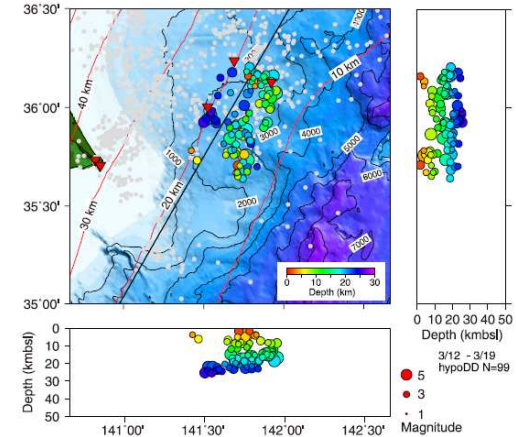 36˚30'
36˚00'
35˚30'
35˚00'
40 km
30 km
20 km
10 km
1000
1000
2000
3000
4000
5000
6000
7000
0 10 20 30
Depth (km)
0 10 20 30 40 50
Depth (kmbsl)
3/12 - 3/19
hypoDD N=99
5
3
1
Magnitude
Depth (kmbsl)
0
10
20
30
40
50
141˚00'
141˚30'
142˚00'
142˚30'